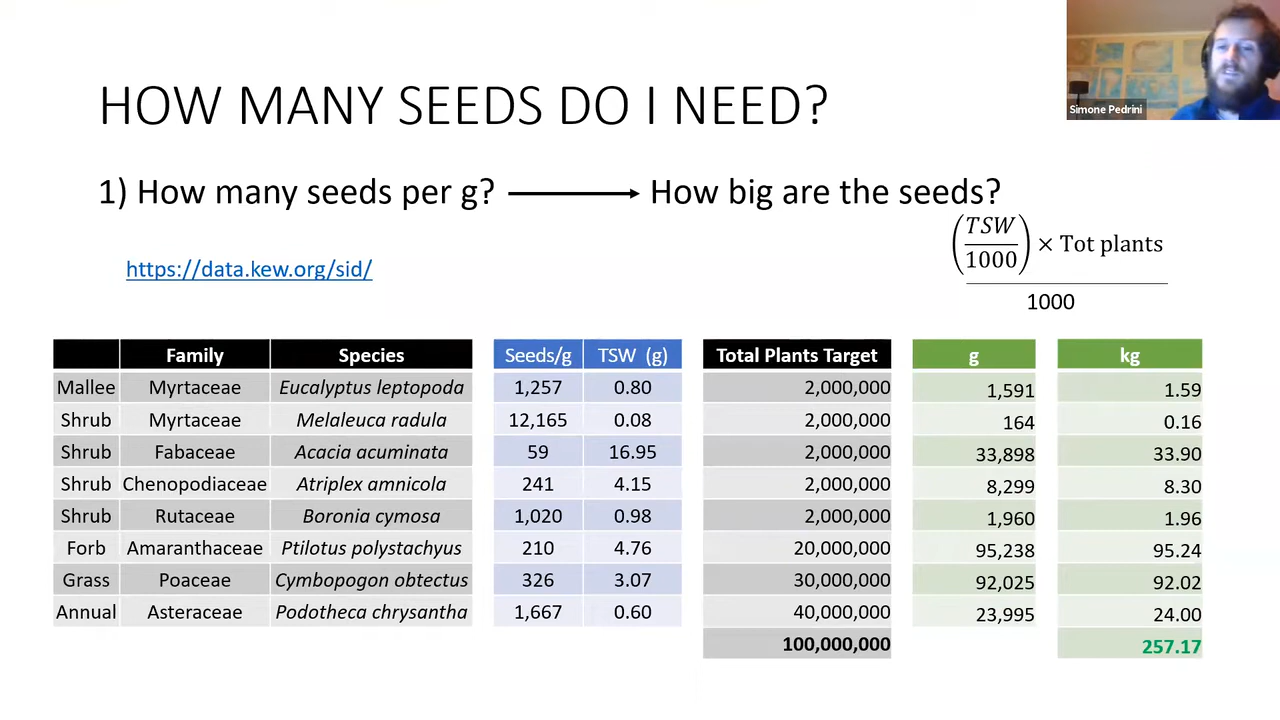 Simone Pedrini
HOW MANY SEEDS DO I NEED?
1) How many seeds per g? How big are the seeds?
https://data.kew.org/sid/
(TSW/1000) × Tot plants
1000
Family Species Seeds/g TSW (g) Total Plants Target g kg
Mallee Myrtaceae Eucalyptus leptopoda 1,257 0.80 2,000,000 1,591 1.59
Shrub Myrtaceae Melaleuca radula 12,165 0.08 2,000,000 164 0.16
Shrub Fabaceae Acacia acuminata 59 16.95 2,000,000 33,898 33.90
Shrub Chenopodiaceae Atriplex amnicola 241 4.15 2,000,000 8,299 8.30
Shrub Rutaceae Boronia cymosa 1,020 0.98 2,000,000 1,960 1.96
Forb Amaranthaceae Ptilotus polystachyus 210 4.76 20,000,000 95,238 95.24
Grass Poaceae Cymbopogon obtectus 326 3.07 30,000,000 92,025 92.02
Annual Asteraceae Podotheca chrysantha 1,667 0.60 40,000,000 23,995 24.00
100,000,000 257.17